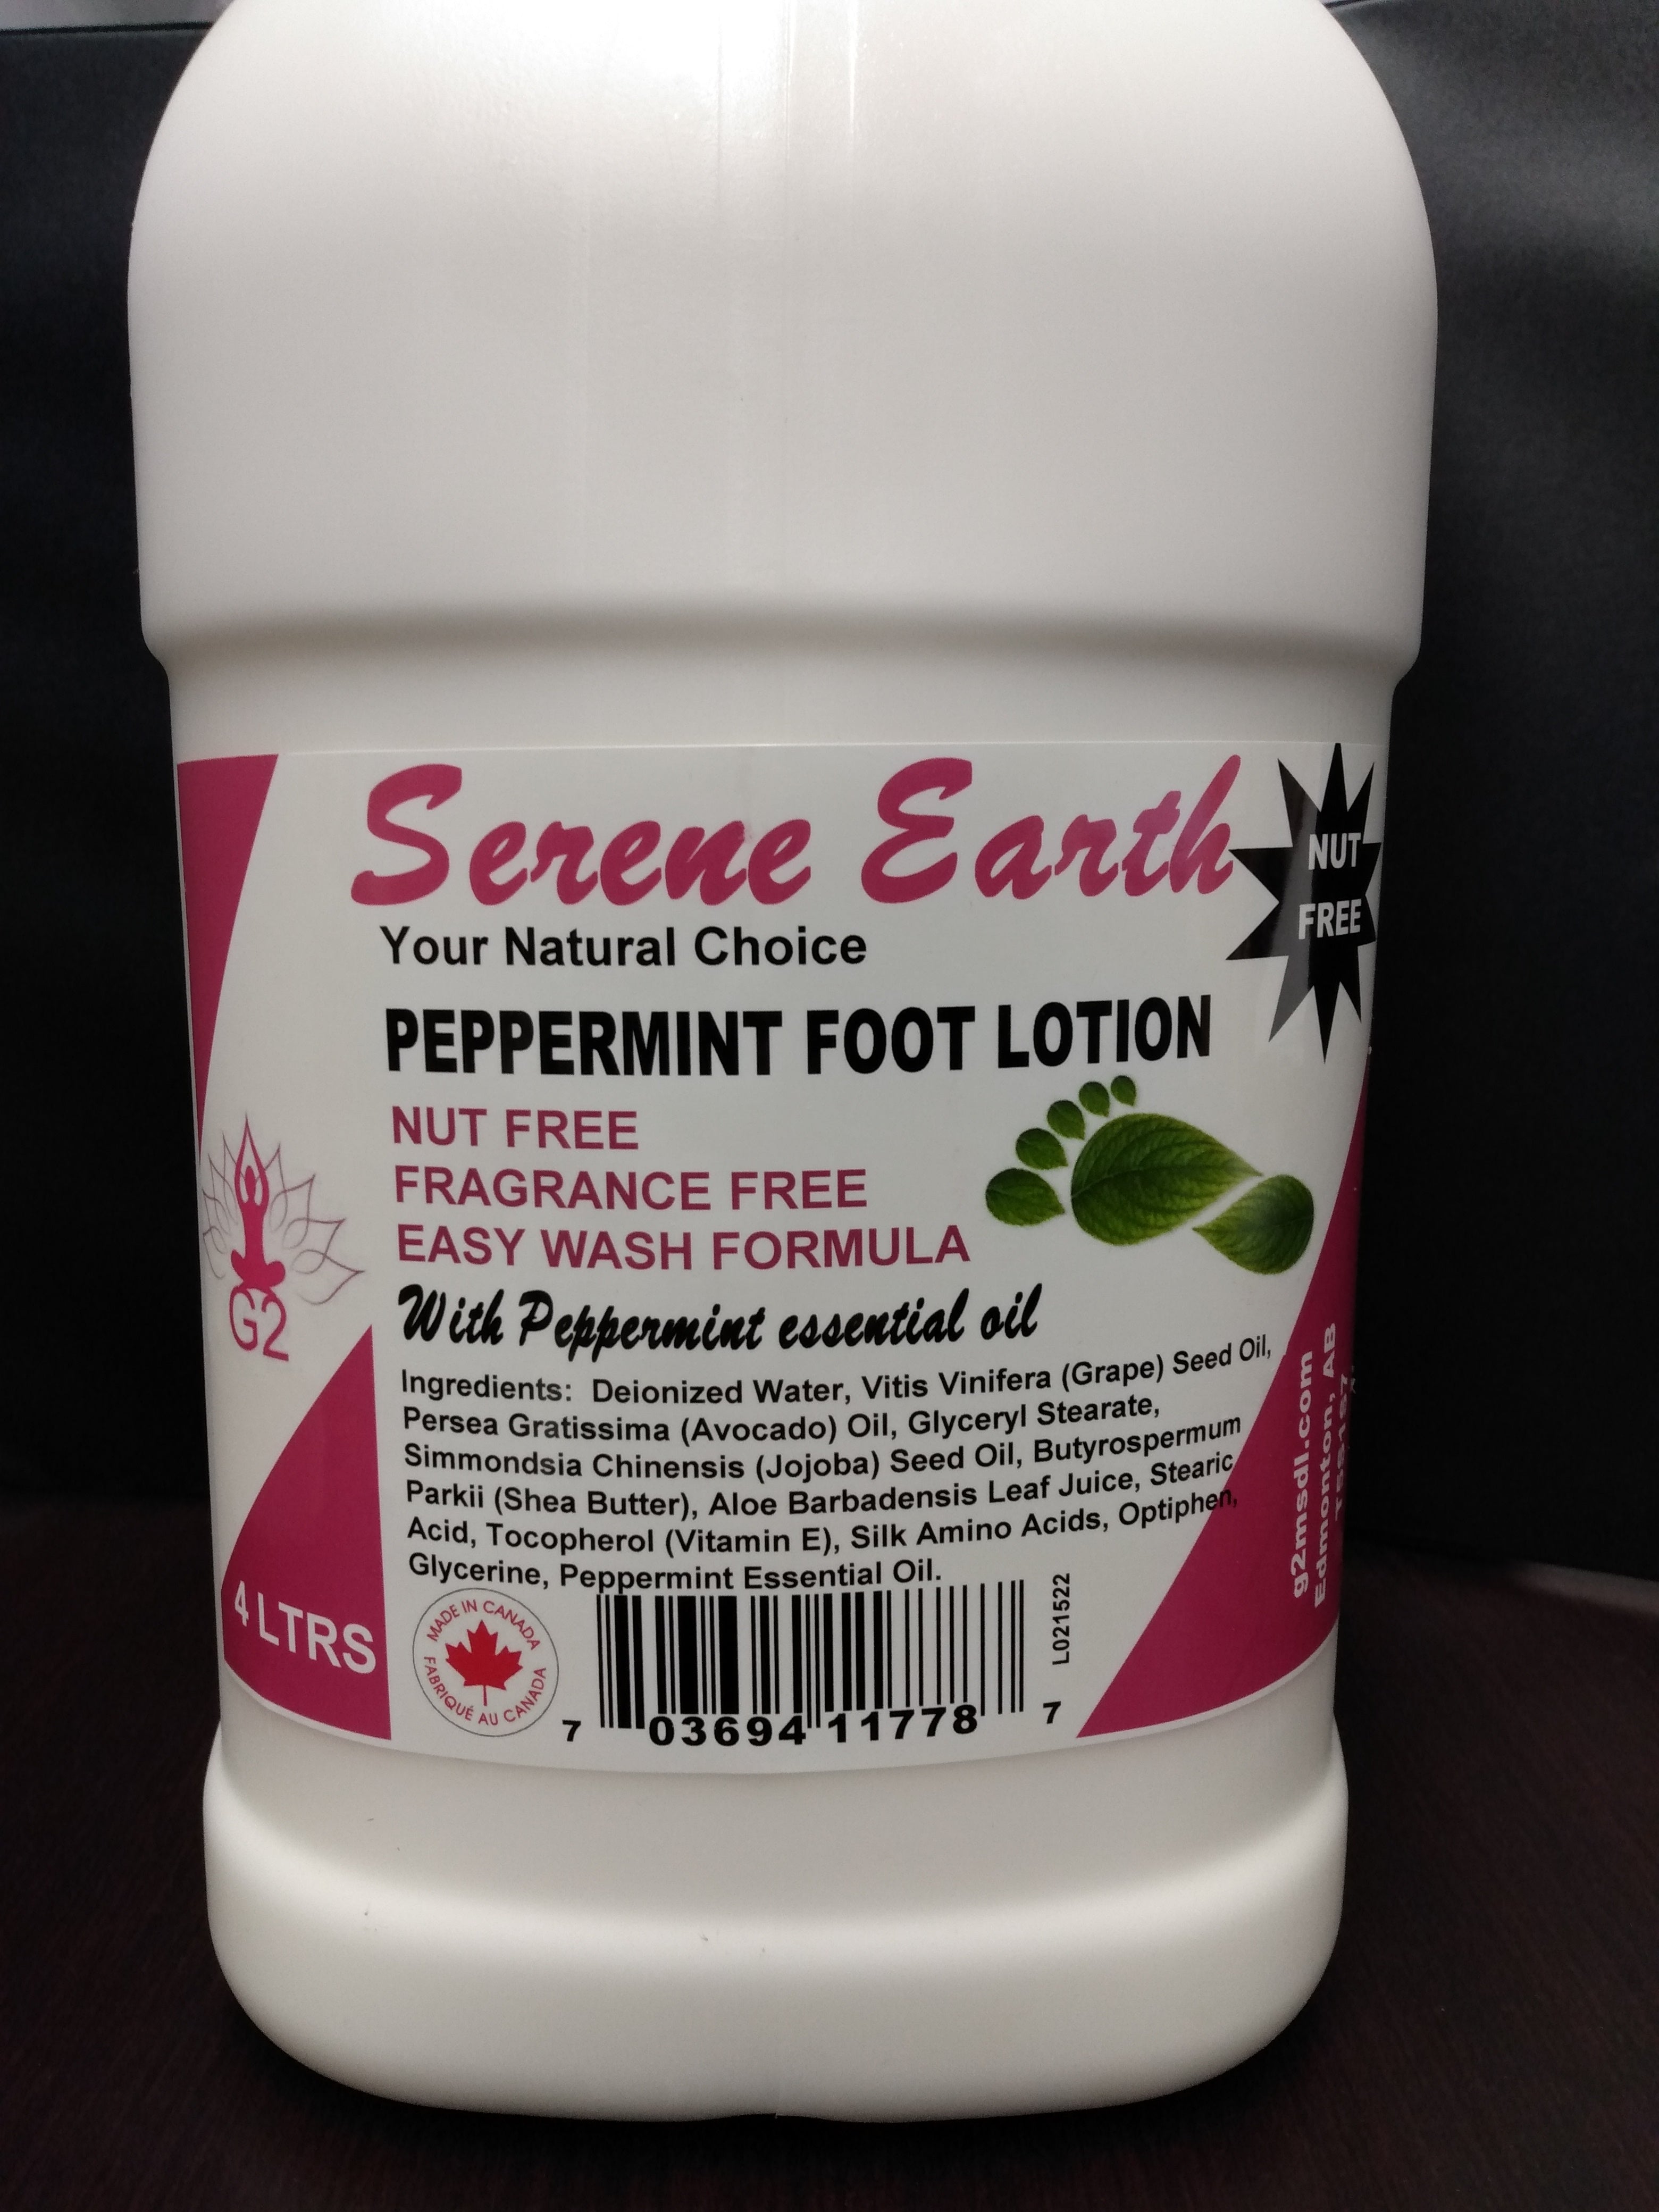 Serene Earth
NUT
FREE
Your Natural Choice
PEPPERMINT FOOT LOTION
NUT FREE
FRAGRANCE FREE
EASY WASH FORMULA
With Peppermint essential oil
G2
Ingredients: Deionized Water, Vitis Vinifera (Grape) Seed Oil,
Persea Gratissima (Avocado) Oil, Glyceryl Stearate,
Simmondsia Chinensis (Jojoba) Seed Oil, Butyrospermum
Parkii (Shea Butter), Aloe Barbadensis Leaf Juice, Stearic
Acid, Tocopherol (Vitamin E), Silk Amino Acids, Optiphen,
Glycerine, Peppermint Essential Oil.
4 LTRS
MADE IN CANADA
FABRIQUÉ AU CANADA
7 03694 11778 7
L021522
g2msdl.com
Edmonton, AB